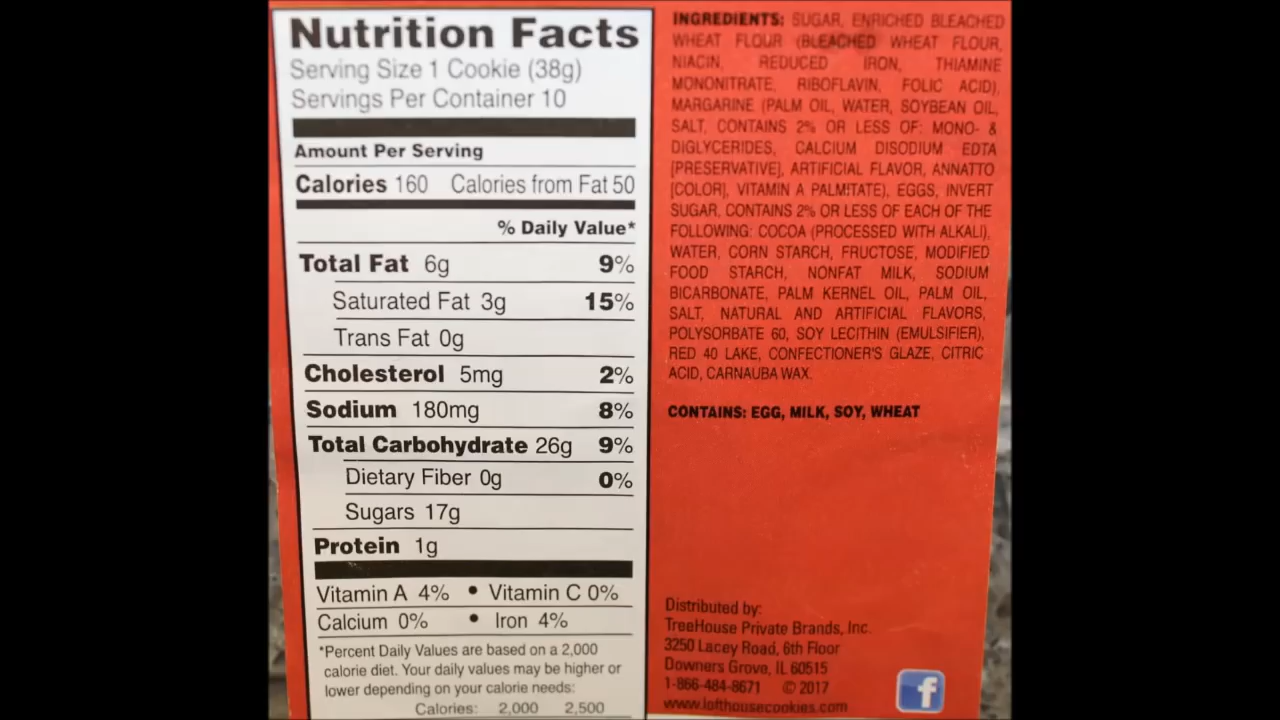 Nutrition Facts
Serving Size 1 Cookie (38g)
Servings Per Container 10
Amount Per Serving
Calories 160 Calories from Fat 50
% Daily Value*
Total Fat 6g 9%
Saturated Fat 3g 15%
Trans Fat 0g
Cholesterol 5mg 2%
Sodium 180mg 8%
Total Carbohydrate 26g 9%
Dietary Fiber 0g 0%
Sugars 17g
Protein 1g
Vitamin A 4% • Vitamin C 0%
Calcium 0% • Iron 4%
*Percent Daily Values are based on a 2,000
calorie diet. Your daily values may be higher or
lower depending on your calorie needs:
Calories: 2,000 2,500
INGREDIENTS: SUGAR, ENRICHED BLEACHED
WHEAT FLOUR (BLEACHED WHEAT FLOUR,
NIACIN, REDUCED IRON, THIAMINE
MONONITRATE, RIBOFLAVIN, FOLIC ACID),
MARGARINE (PALM OIL, WATER, SOYBEAN OIL,
SALT, CONTAINS 2% OR LESS OF: MONO- &
DIGLYCERIDES, CALCIUM DISODIUM EDTA
[PRESERVATIVE], ARTIFICIAL FLAVOR, ANNATTO
[COLOR], VITAMIN A PALMITATE), EGGS, INVERT
SUGAR, CONTAINS 2% OR LESS OF EACH OF THE
FOLLOWING: COCOA (PROCESSED WITH ALKALI),
WATER, CORN STARCH, FRUCTOSE, MODIFIED
FOOD STARCH, NONFAT MILK, SODIUM
BICARBONATE, PALM KERNEL OIL, PALM OIL,
SALT, NATURAL AND ARTIFICIAL FLAVORS,
POLYSORBATE 60, SOY LECITHIN (EMULSIFIER),
RED 40 LAKE, CONFECTIONER'S GLAZE, CITRIC
ACID, CARNAUBA WAX.
CONTAINS: EGG, MILK, SOY, WHEAT
Distributed by:
TreeHouse Private Brands, Inc.
3250 Lacey Road, 6th Floor
Downers Grove, IL 60515
1-866-484-8671 © 2017
www.lofthousecookies.com
f